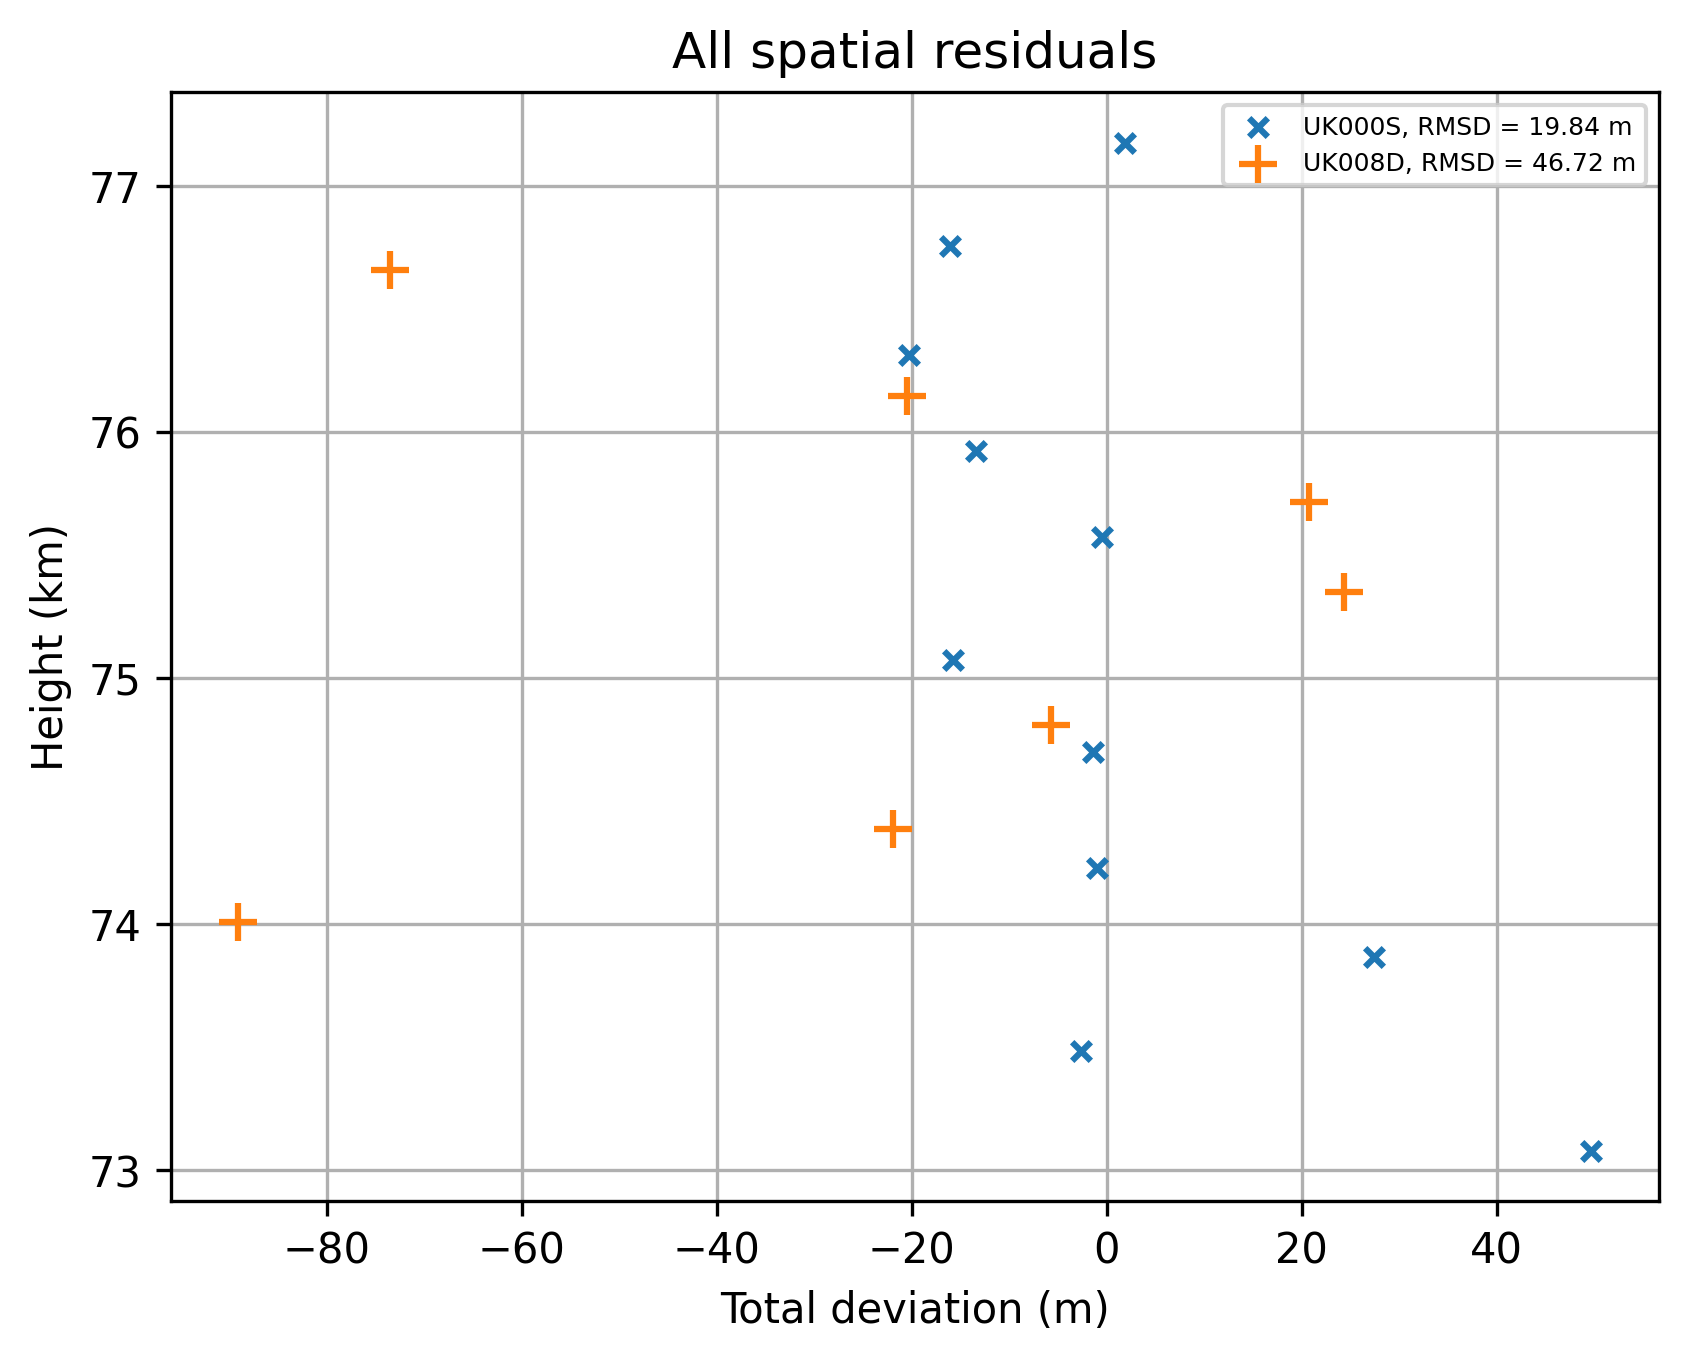 All spatial residuals
UK000S, RMSD = 19.84 m
UK008D, RMSD = 46.72 m
77
76
75
74
73
Height (km)
−80 −60 −40 −20 0 20 40
Total deviation (m)